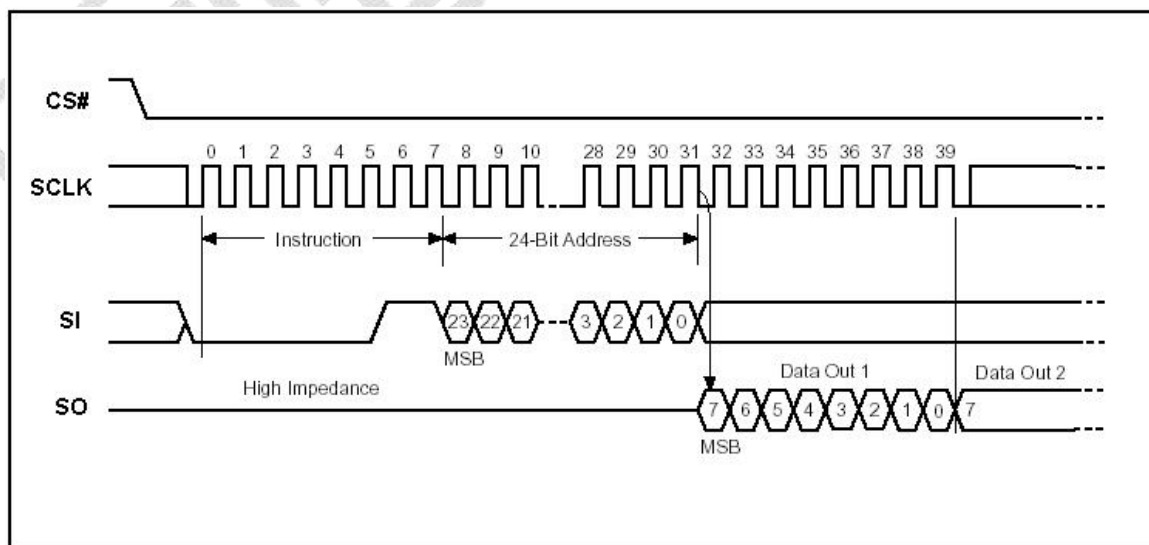 CS#
0 1 2 3 4 5 6 7 8 9 10 28 29 30 31 32 33 34 35 36 37 38 39
SCLK
Instruction 24-Bit Address
SI 23 22 21 3 2 1 0
MSB
High Impedance Data Out 1 Data Out 2
SO 7 6 5 4 3 2 1 0 7
MSB